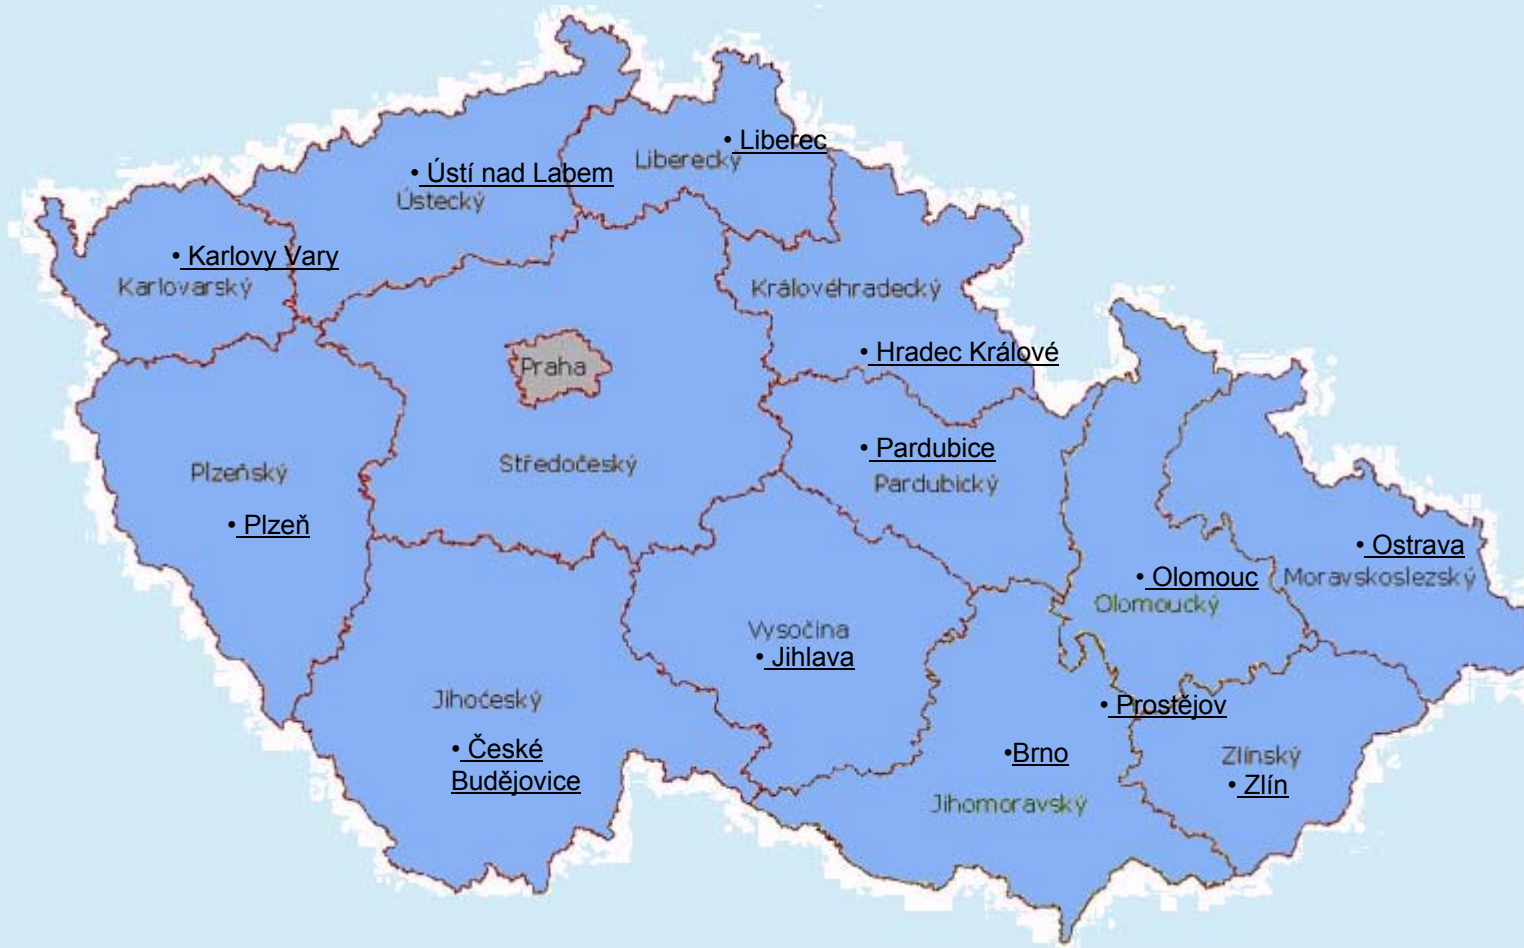 • Liberec
Liberecký
• Ústí nad Labem
Ústecký
• Karlovy Vary
Karlovarský
Královéhradecký
• Hradec Králové
Praha
• Pardubice
Pardubický
Středočeský
Plzeňský
• Plzeň
• Ostrava
Moravskoslezský
• Olomouc
Olomoucký
Vysočina
• Jihlava
Jihočeský
• České
Budějovice
• Prostějov
•Brno
Jihomoravský
Zlínský
• Zlín